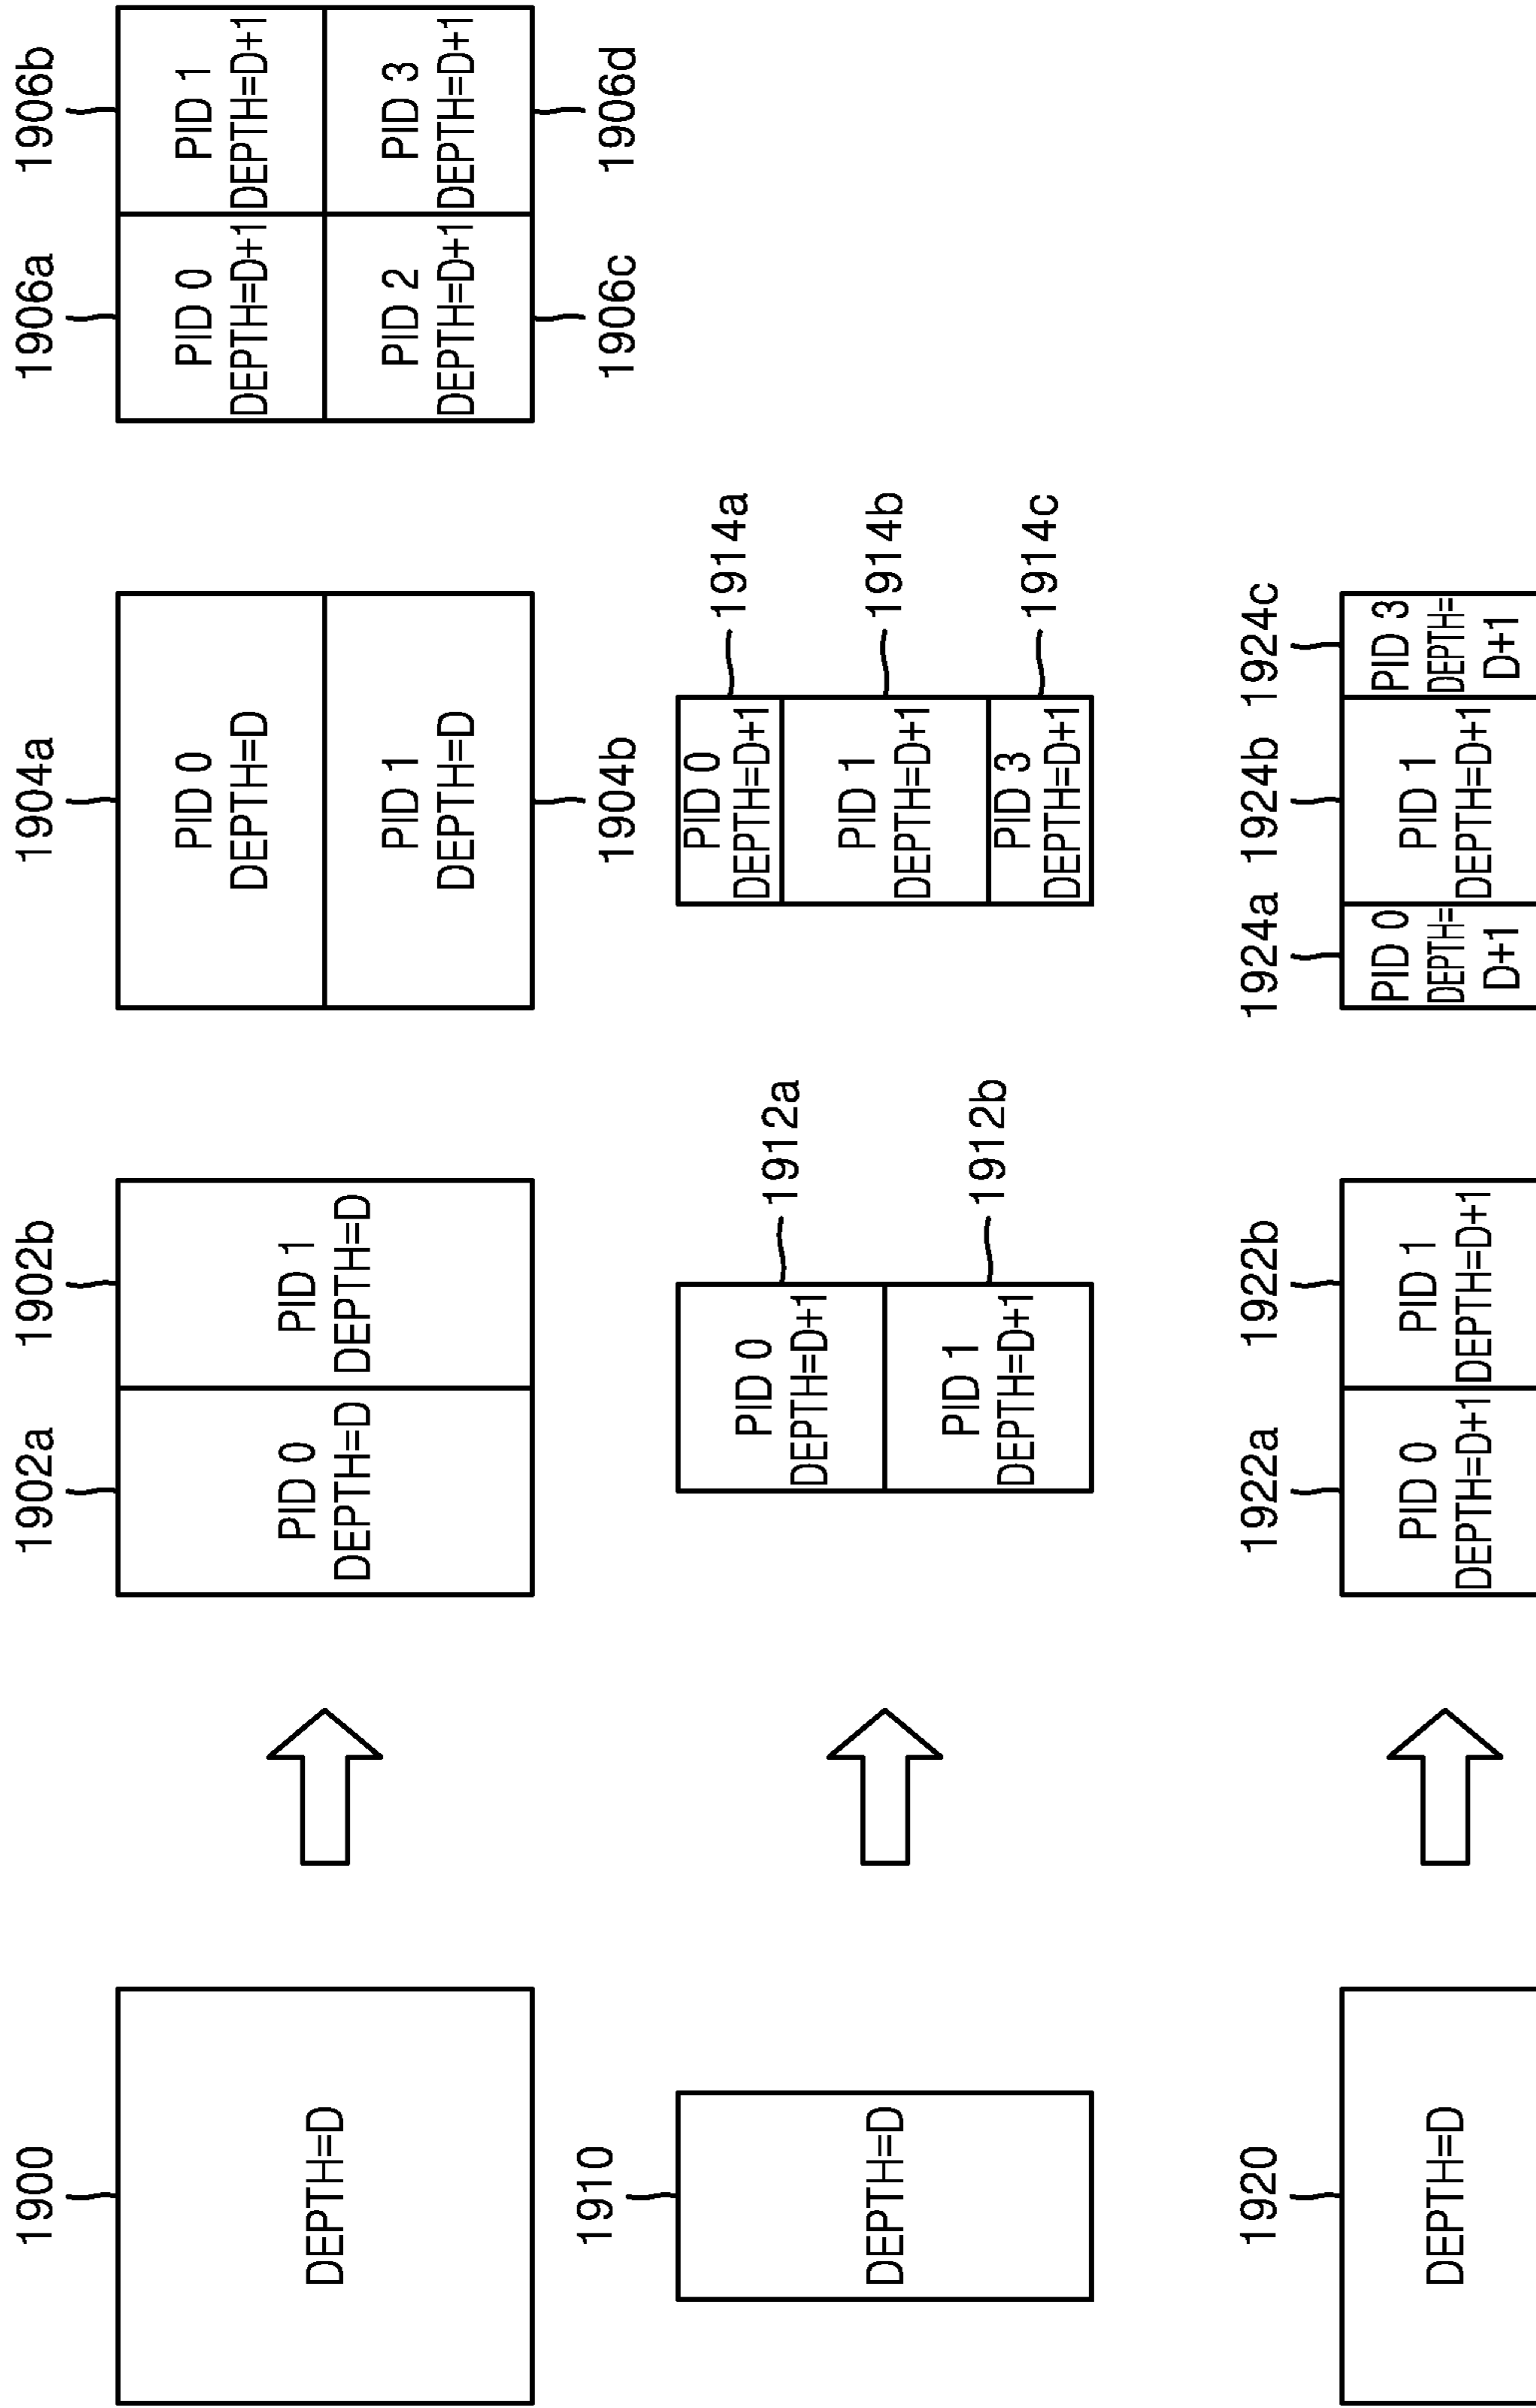 1900
DEPTH=D
1902a
1902b
PID 0
DEPTH=D
PID 1
DEPTH=D
1904a
PID 0
DEPTH=D
PID 1
DEPTH=D
1904b
1906a
1906b
PID 0
DEPTH=D+1
PID 1
DEPTH=D+1
PID 2
DEPTH=D+1
PID 3
DEPTH=D+1
1906c
1906d
1910
DEPTH=D
PID 0
DEPTH=D+1
1912a
PID 1
DEPTH=D+1
1912b
PID 0
DEPTH=D+1
1914a
PID 1
DEPTH=D+1
1914b
PID 3
DEPTH=D+1
1914c
1920
DEPTH=D
1922a
1922b
PID 0
DEPTH=D+1
PID 1
DEPTH=D+1
1924a
1924b
1924c
PID 0
DEPTH=
D+1
PID 1
DEPTH=D+1
PID 3
DEPTH=
D+1